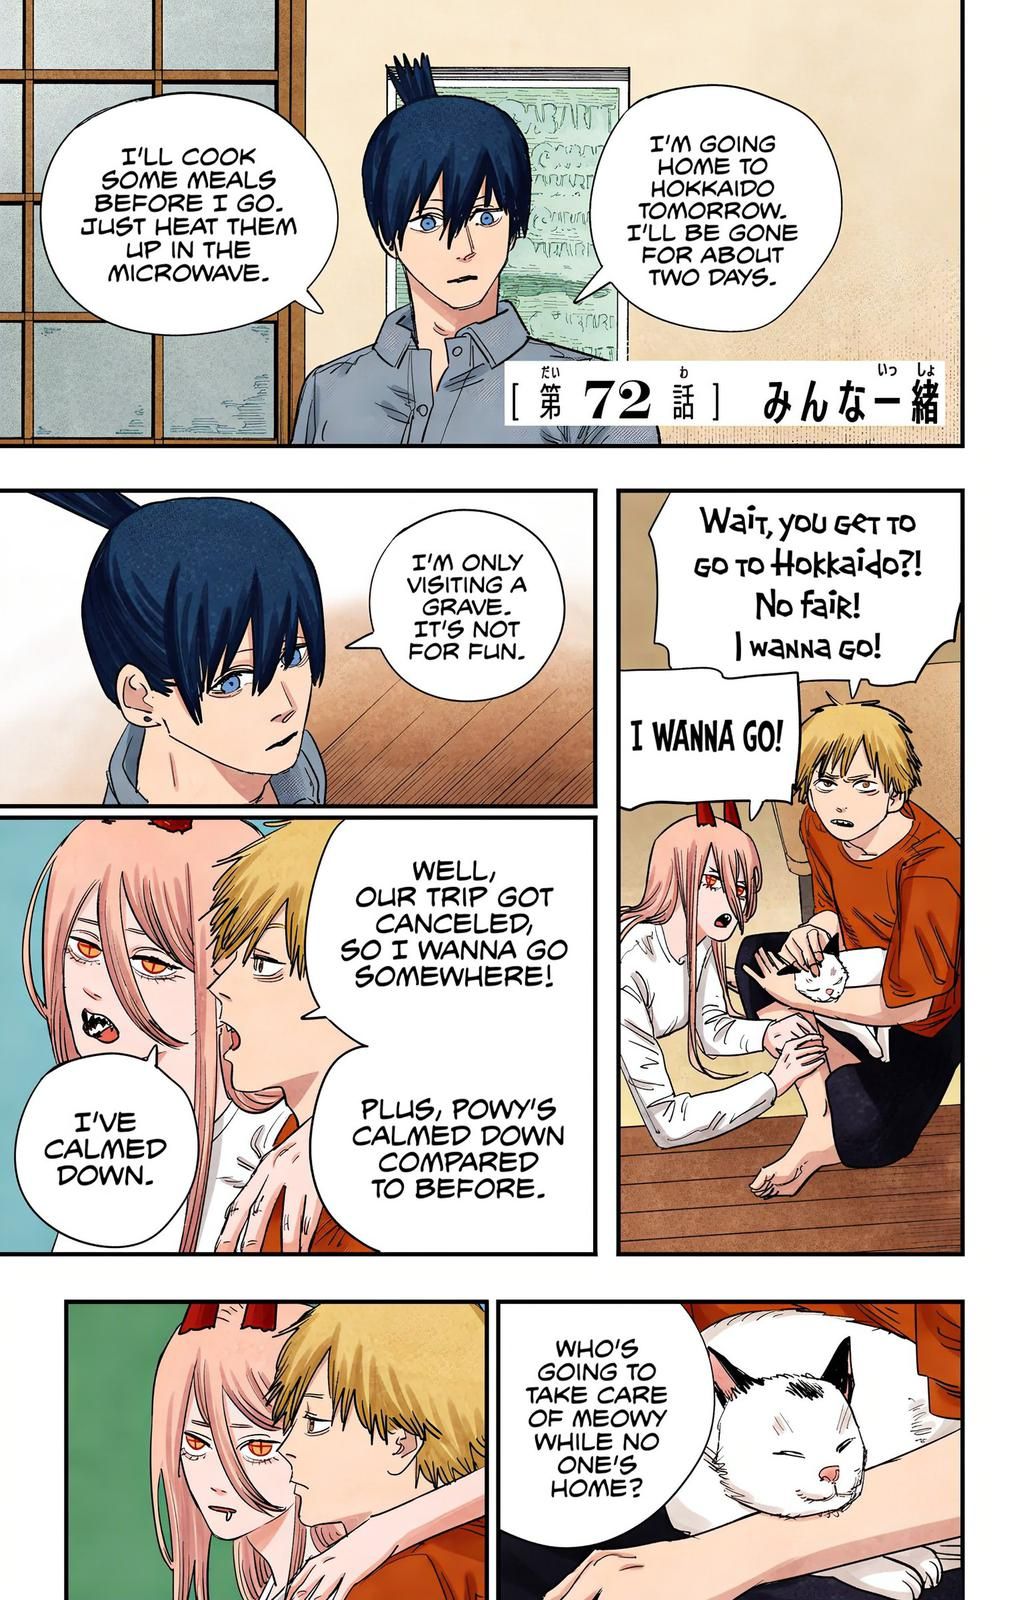 I'M GOING
HOME TO
HOKKAIDO
TOMORROW.
I'LL BE GONE
FOR ABOUT
TWO DAYS.
I'LL COOK
SOME MEALS
BEFORE I GO.
JUST HEAT THEM
UP IN THE
MICROWAVE.
[第72話] みんな一緒
だい わ いっ しょ
Wait, you get to
go to Hokkaido?!
No fair!
I wanna go!
I WANNA GO!
I'M ONLY
VISITING A
GRAVE.
IT'S NOT
FOR FUN.
WELL,
OUR TRIP GOT
CANCELED,
SO I WANNA GO
SOMEWHERE!
PLUS, POWY'S
CALMED DOWN
COMPARED
TO BEFORE.
I'VE
CALMED
DOWN.
WHO'S
GOING TO
TAKE CARE
OF MEOWY
WHILE NO
ONE'S
HOME?